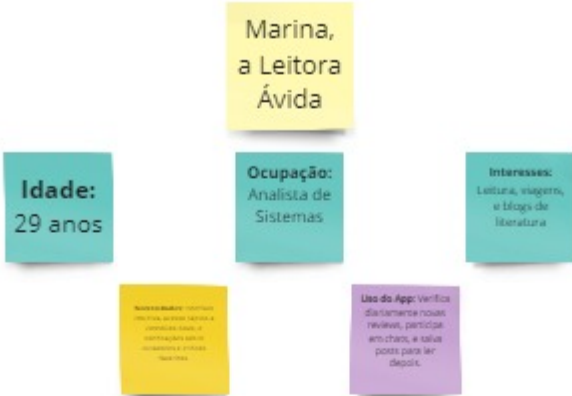 Marina,
a Leitora
Ávida
Idade:
29 anos
Ocupação:
Analista de
Sistemas
Interesses:
Leitura, viagens,
e blogs de
literatura
Necessidades:
Uso do App: Verifica
diariamente novas
reviews, participa
em chats, e salva
posts para ler
depois.